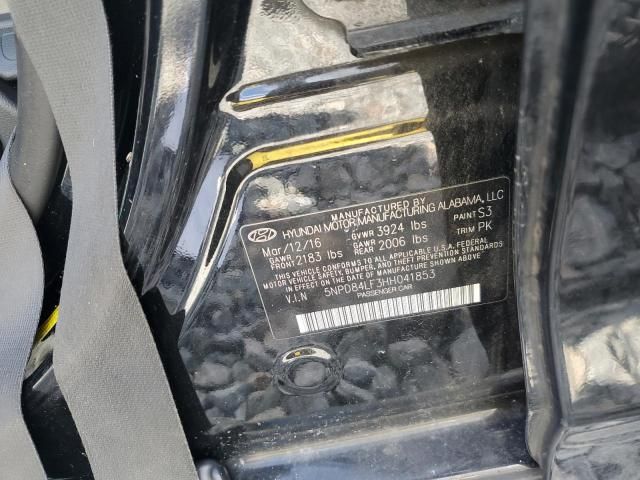 MANUFACTURED BY
HYUNDAI MOTOR MANUFACTURING ALABAMA, LLC
Mar/12/16 GVWR 3924 lbs PAINT S3
GAWR FRONT 2183 lbs GAWR REAR 2006 lbs TRIM PK
THIS VEHICLE CONFORMS TO ALL APPLICABLE U.S.A. FEDERAL
MOTOR VEHICLE SAFETY, BUMPER, AND THEFT PREVENTION
STANDARDS IN EFFECT ON THE DATE OF MANUFACTURE SHOWN ABOVE.
V.I.N 5NPD84LF3HH041853
PASSENGER CAR